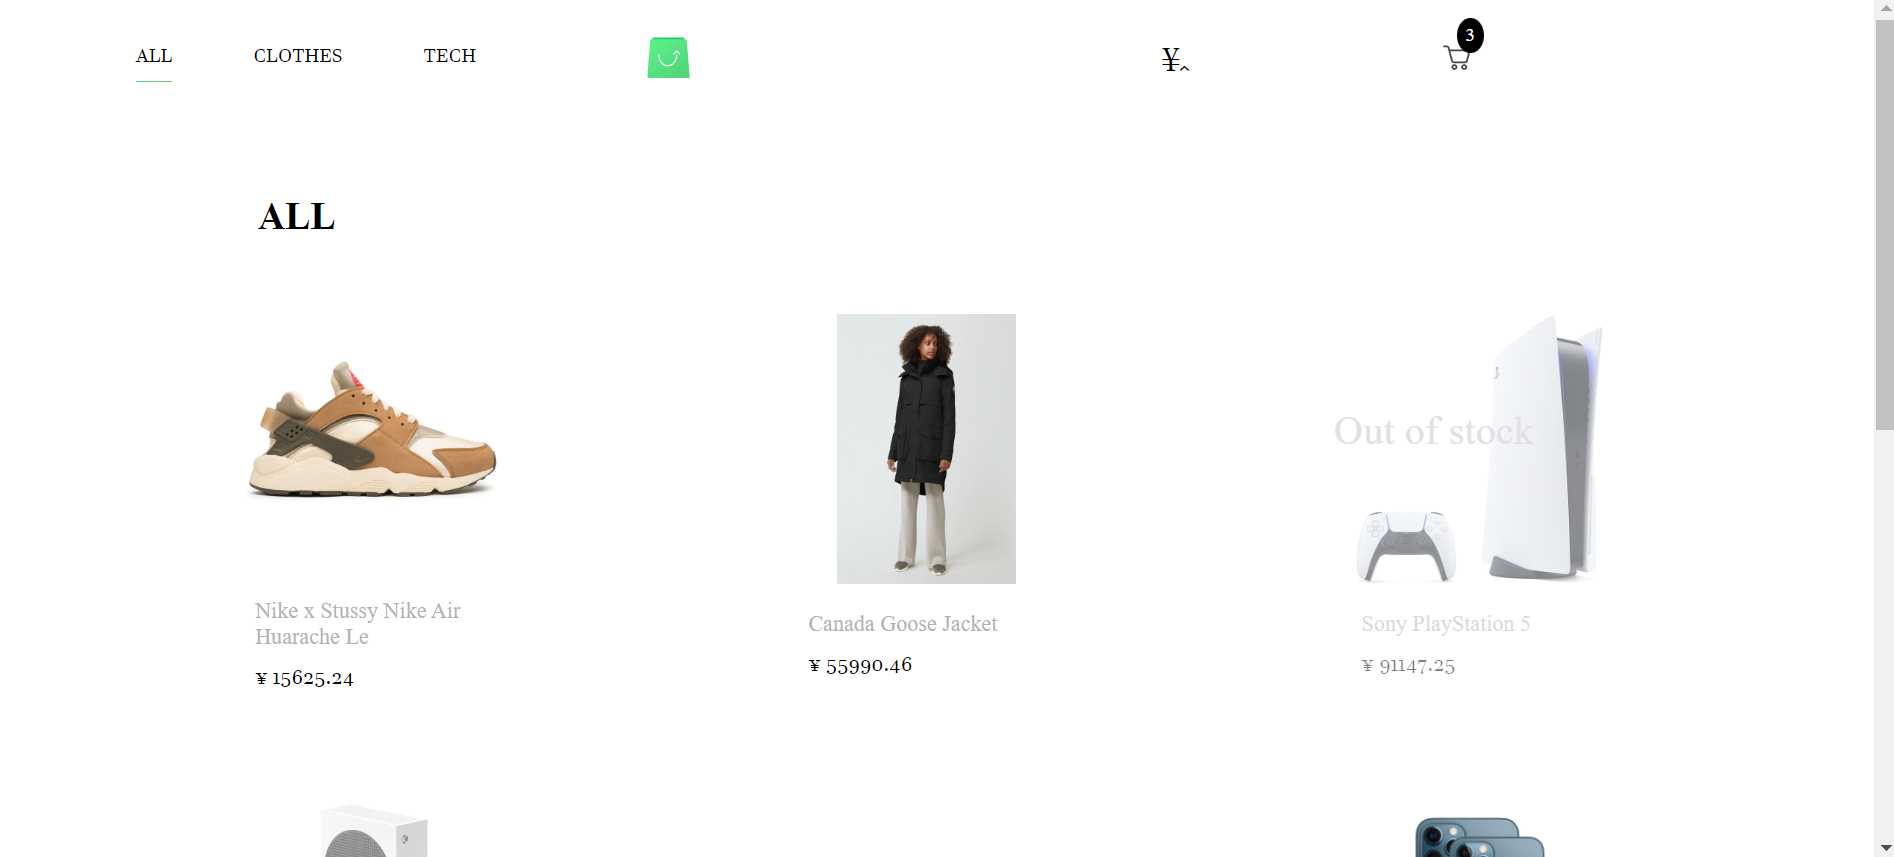 ALL
CLOTHES
TECH
¥
3
ALL
Out of stock
Nike x Stussy Nike Air
Huarache Le
¥ 15625.24
Canada Goose Jacket
¥ 55990.46
Sony PlayStation 5
¥ 91147.25